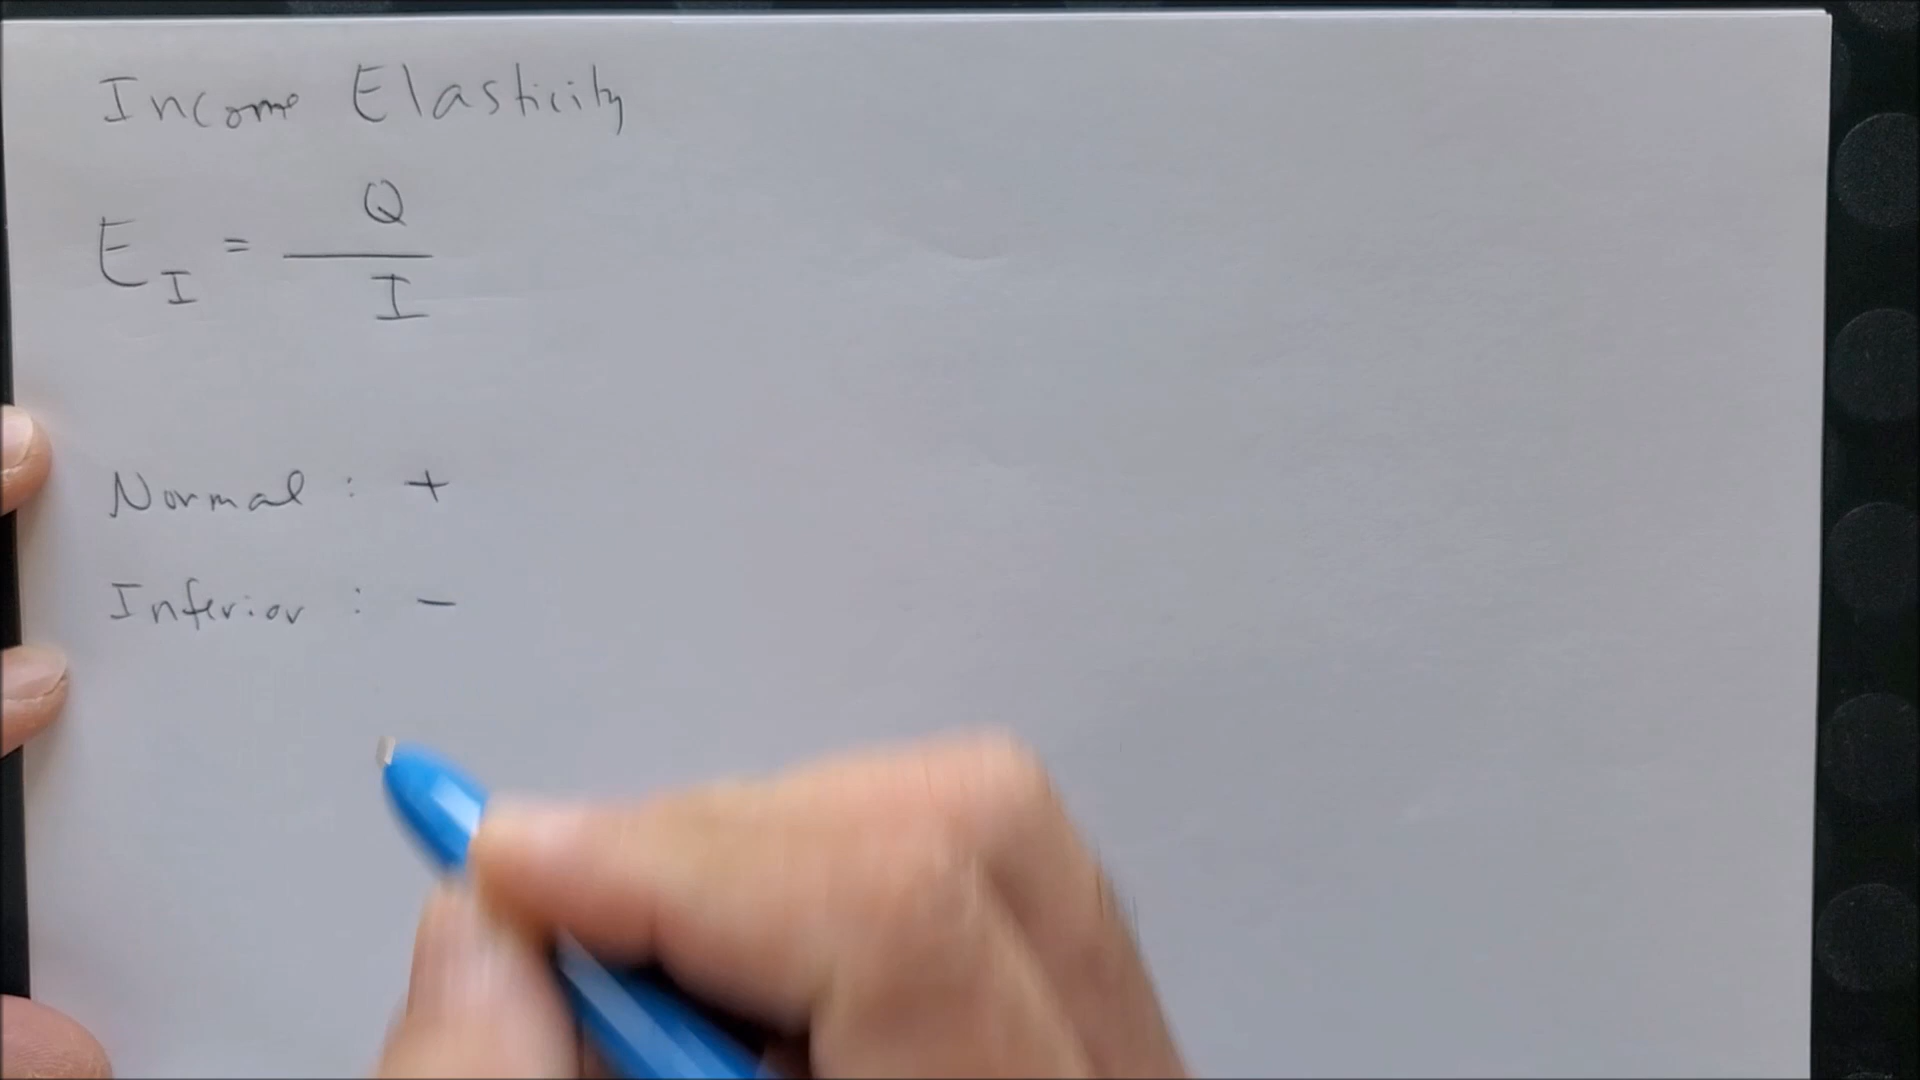 Income Elasticity
E_I = Q / I
Normal : +
Inferior : −